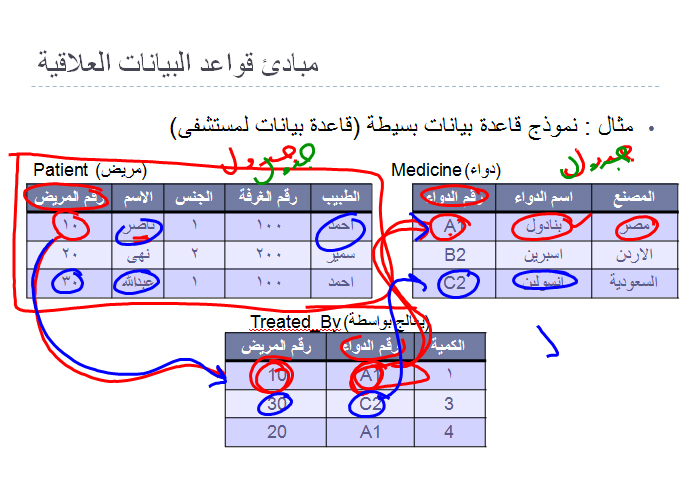 مبادئ قواعد البيانات العلاقية
مثال : نموذج قاعدة بيانات بسيطة (قاعدة بيانات لمستشفى)
جدول
جدول
Medicine (دواء)
رقم الدواء اسم الدواء المصنع
A1 بنادول مصر
B2 اسبرين الاردن
C2 انسولين السعودية
Patient (مريض)
رقم المريض الاسم الجنس رقم الغرفة الطبيب
١٠ ناصر ١ ١٠٠ احمد
٢٠ نهى ٢ ٢٠٠ سمير
٣٠ عبدالله ١ ١٠٠ احمد
Treated_By (يعالج بواسطة)
رقم المريض رقم الدواء الكمية
10 A1 ١
30 C2 3
20 A1 4